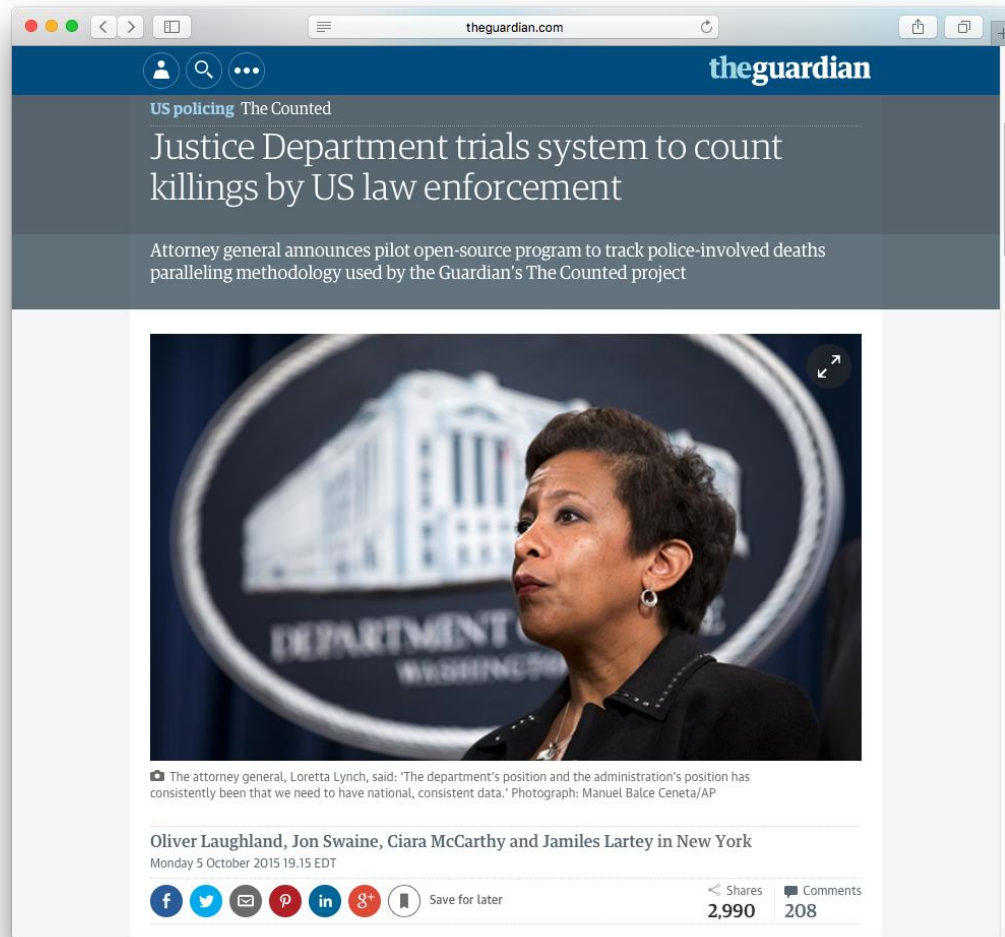 theguardian.com
theguardian
US policing The Counted
Justice Department trials system to count
killings by US law enforcement
Attorney general announces pilot open-source program to track police-involved deaths
paralleling methodology used by the Guardian's The Counted project
DEPARTMENT
WASHINGTON
The attorney general, Loretta Lynch, said: 'The department's position and the administration's position has
consistently been that we need to have national, consistent data.' Photograph: Manuel Balce Ceneta/AP
Oliver Laughland, Jon Swaine, Ciara McCarthy and Jamiles Lartey in New York
Monday 5 October 2015 19.15 EDT
Save for later
Shares
2,990
Comments
208